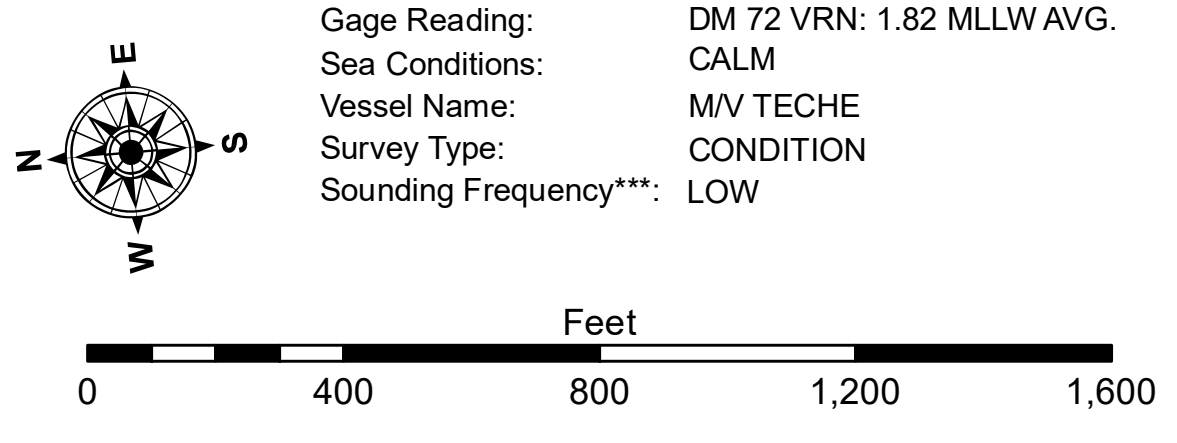 Gage Reading: DM 72 VRN: 1.82 MLLW AVG.
Sea Conditions: CALM
Vessel Name: M/V TECHE
Survey Type: CONDITION
Sounding Frequency***: LOW
E
N
S
W
Feet
0 400 800 1,200 1,600